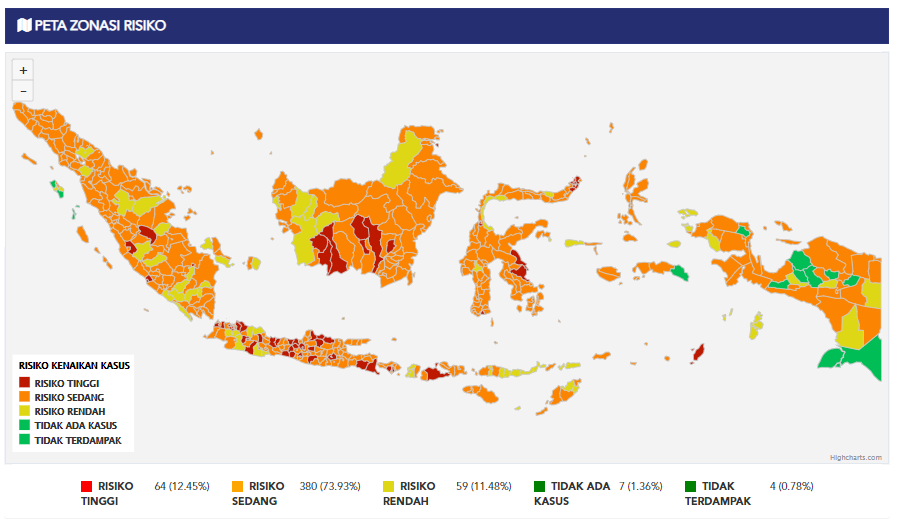 PETA ZONASI RISIKO
+
−
RISIKO KENAIKAN KASUS
RISIKO TINGGI
RISIKO SEDANG
RISIKO RENDAH
TIDAK ADA KASUS
TIDAK TERDAMPAK
Highcharts.com
RISIKO TINGGI 64 (12.45%)
RISIKO SEDANG 380 (73.93%)
RISIKO RENDAH 59 (11.48%)
TIDAK ADA KASUS 7 (1.36%)
TIDAK TERDAMPAK 4 (0.78%)